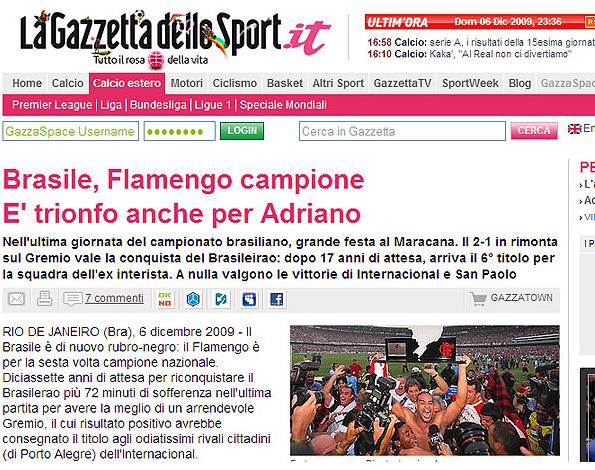 La Gazzetta dello Sport.it
Tutto il rosa della vita
ULTIM'ORA Dom 06 Dic 2009, 23:36
16:58 Calcio: serie A, i risultati della 15esima giornat
16:10 Calcio: Kaka', "Al Real non ci divertiamo"
Home Calcio Calcio estero Motori Ciclismo Basket Altri Sport GazzettaTV SportWeek Blog GazzaSpac
Premier League | Liga | Bundesliga | Ligue 1 | Speciale Mondiali
GazzaSpace Username LOGIN Cerca in Gazzetta CERCA En
Brasile, Flamengo campione
E' trionfo anche per Adriano
Nell'ultima giornata del campionato brasiliano, grande festa al Maracana. Il 2-1 in rimonta
sul Gremio vale la conquista del Brasileirao: dopo 17 anni di attesa, arriva il 6° titolo per
la squadra dell'ex interista. A nulla valgono le vittorie di Internacional e San Paolo
7 commenti OK NO GAZZATOWN
RIO DE JANEIRO (Bra), 6 dicembre 2009 - Il
Brasile è di nuovo rubro-negro: il Flamengo è
per la sesta volta campione nazionale.
Diciassette anni di attesa per riconquistare il
Brasilerao più 72 minuti di sofferenza nell'ultima
partita per avere la meglio di un arrendevole
Gremio, il cui risultato positivo avrebbe
consegnato il titolo agli odiatissimi rivali cittadini
(di Porto Alegre) dell'Internacional.
PE
L'a
Ac
VI
I P